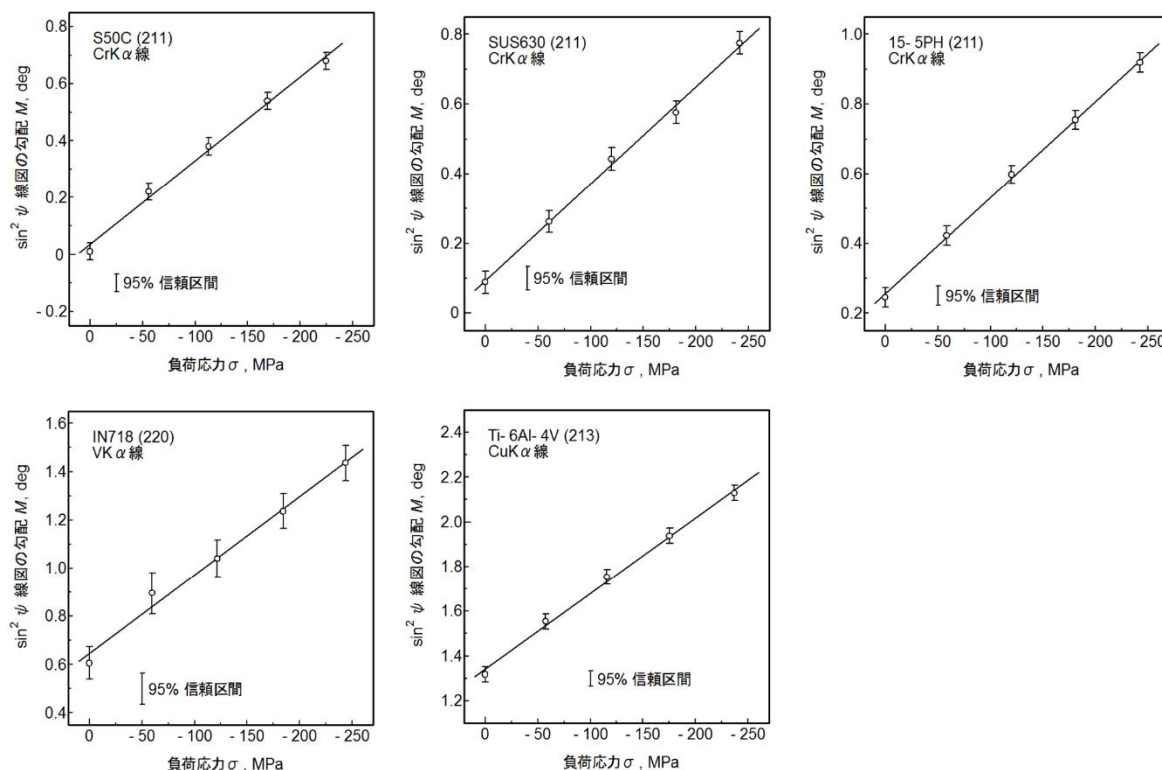 S50C (211)
CrKα線
sin² ψ 線図の勾配 M, deg
0.8
0.6
0.4
0.2
0
- 0.2
95% 信頼区間
0 - 50 - 100 - 150 - 200 - 250
負荷応力σ , MPa
SUS630 (211)
CrKα線
sin² ψ 線図の勾配 M, deg
0.8
0.6
0.4
0.2
0
95% 信頼区間
0 - 50 - 100 - 150 - 200 - 250
負荷応力σ , MPa
15- 5PH (211)
CrKα線
sin² ψ 線図の勾配 M, deg
1.0
0.8
0.6
0.4
0.2
95% 信頼区間
0 - 50 - 100 - 150 - 200 - 250
負荷応力σ , MPa
IN718 (220)
VKα線
sin² ψ 線図の勾配 M, deg
1.6
1.4
1.2
1.0
0.8
0.6
0.4
95% 信頼区間
0 - 50 - 100 - 150 - 200 - 250
負荷応力σ , MPa
Ti- 6Al- 4V (213)
CuKα線
sin² ψ 線図の勾配 M, deg
2.4
2.2
2.0
1.8
1.6
1.4
1.2
95% 信頼区間
0 - 50 - 100 - 150 - 200 - 250
負荷応力σ , MPa